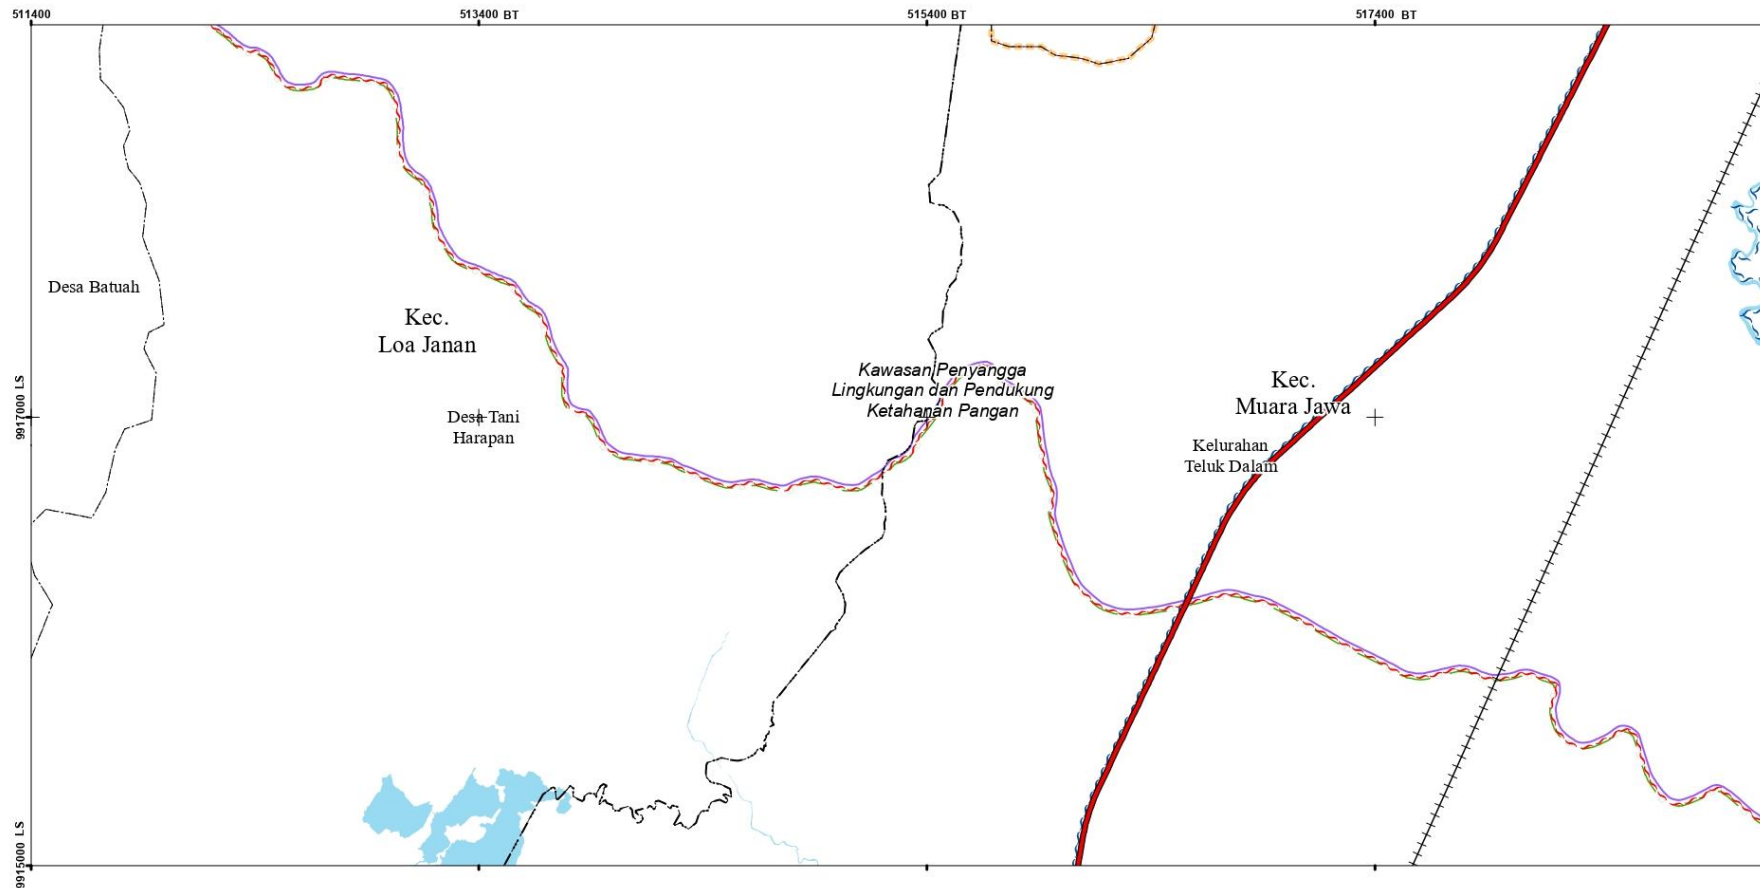 511400
513400 BT
515400 BT
517400 BT
Desa Batuah
Kec.
Loa Janan
Kawasan Penyangga
Lingkungan dan Pendukung
Ketahanan Pangan
Kec.
Muara Jawa
9917000 LS
Desa Tani
Harapan
Kelurahan
Teluk Dalam
9915000 LS